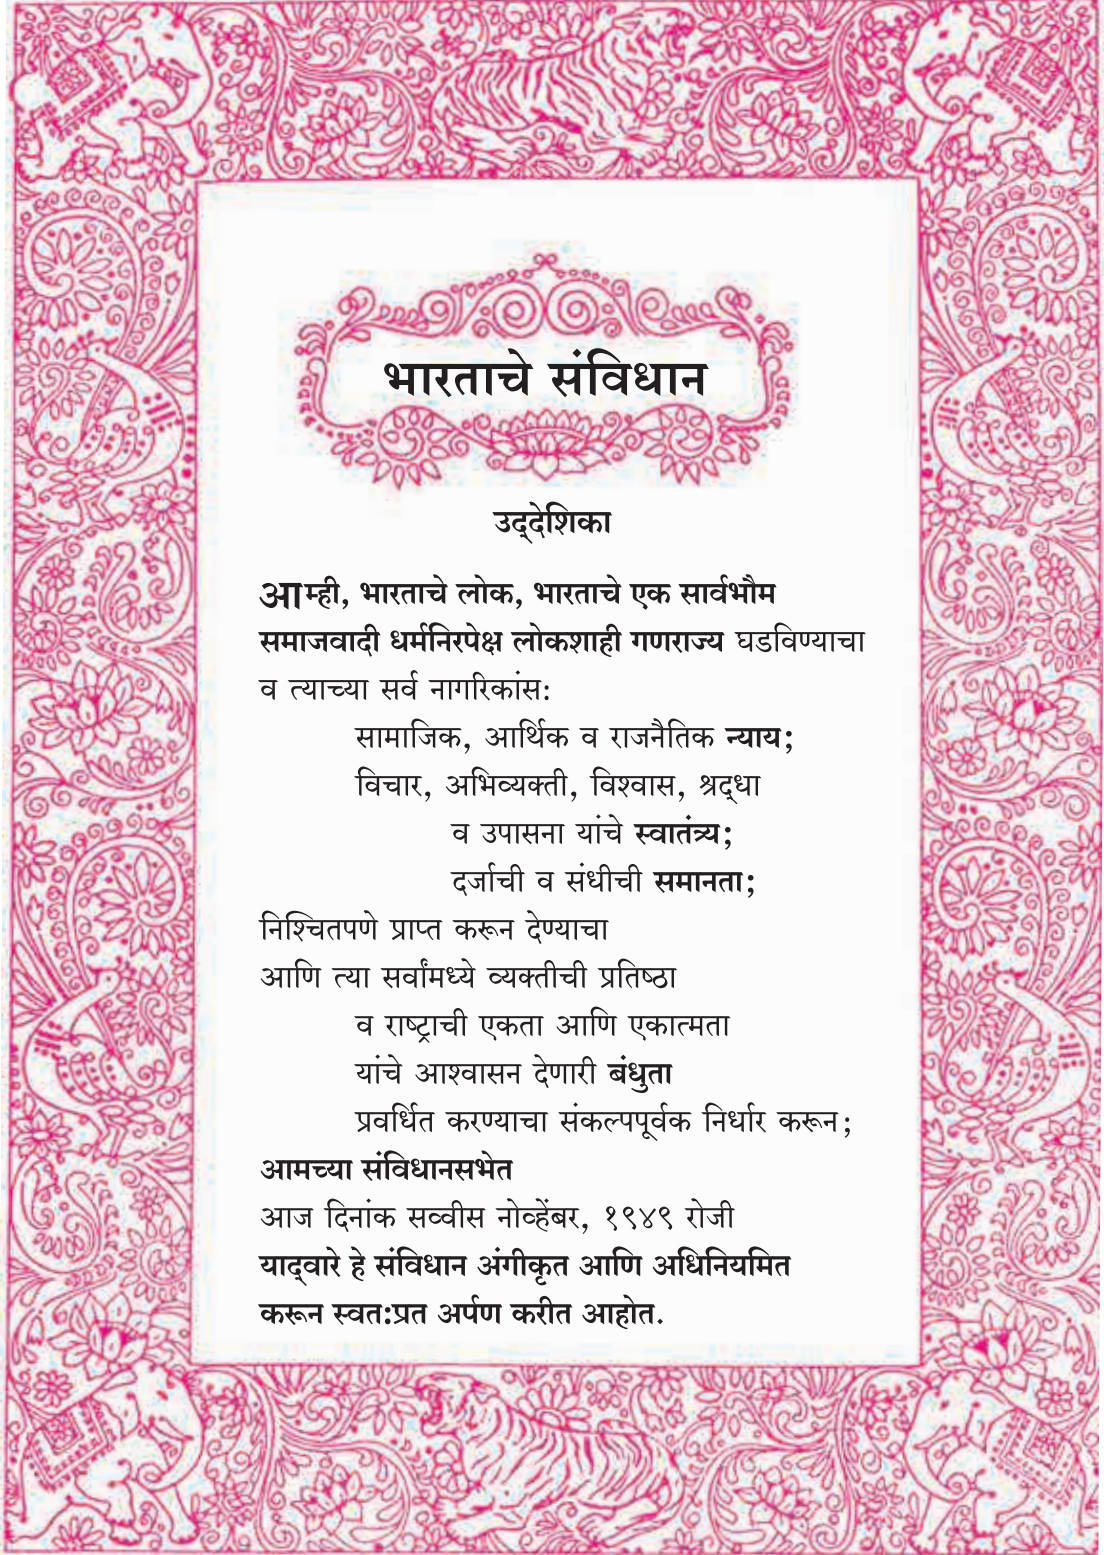 भारताचे संविधान
उद्‌देशिका
आम्ही, भारताचे लोक, भारताचे एक सार्वभौम
समाजवादी धर्मनिरपेक्ष लोकशाही गणराज्य घडविण्याचा
व त्याच्या सर्व नागरिकांस:
सामाजिक, आर्थिक व राजनैतिक न्याय;
विचार, अभिव्यक्ती, विश्वास, श्रद्‌धा
व उपासना यांचे स्वातंत्र्य;
दर्जाची व संधीची समानता;
निश्चितपणे प्राप्त करून देण्याचा
आणि त्या सर्वांमध्ये व्यक्तीची प्रतिष्ठा
व राष्ट्राची एकता आणि एकात्मता
यांचे आश्वासन देणारी बंधुता
प्रवर्धित करण्याचा संकल्पपूर्वक निर्धार करून;
आमच्या संविधानसभेत
आज दिनांक सव्वीस नोव्हेंबर, १९४९ रोजी
याद्‌वारे हे संविधान अंगीकृत आणि अधिनियमित
करून स्वत:प्रत अर्पण करीत आहोत.